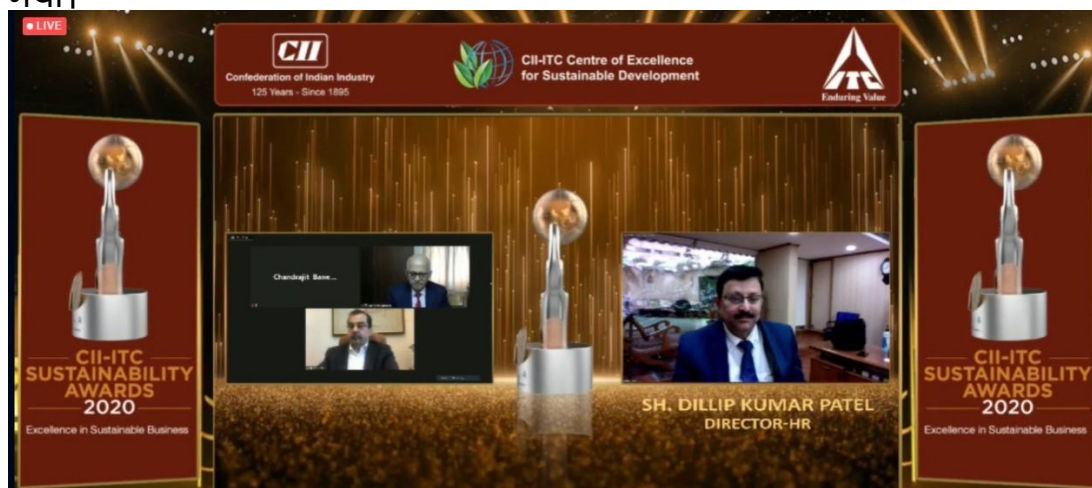 LIVE
CII
Confederation of Indian Industry
125 Years - Since 1895
CII-ITC Centre of Excellence
for Sustainable Development
ITC
Enduring Value
Chandrajit Bane...
SH. DILLIP KUMAR PATEL
DIRECTOR-HR
CII-ITC
SUSTAINABILITY
AWARDS
2020
Excellence in Sustainable Business
CII-ITC
SUSTAINABILITY
AWARDS
2020
Excellence in Sustainable Business